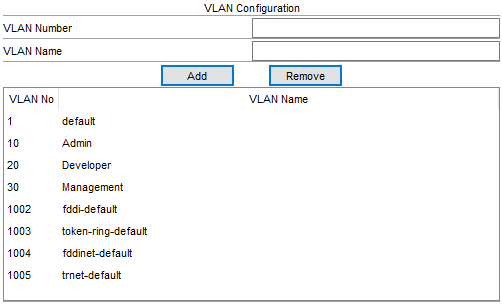 VLAN Configuration
VLAN Number
VLAN Name
Add Remove
VLAN No VLAN Name
1 default
10 Admin
20 Developer
30 Management
1002 fddi-default
1003 token-ring-default
1004 fddinet-default
1005 trnet-default